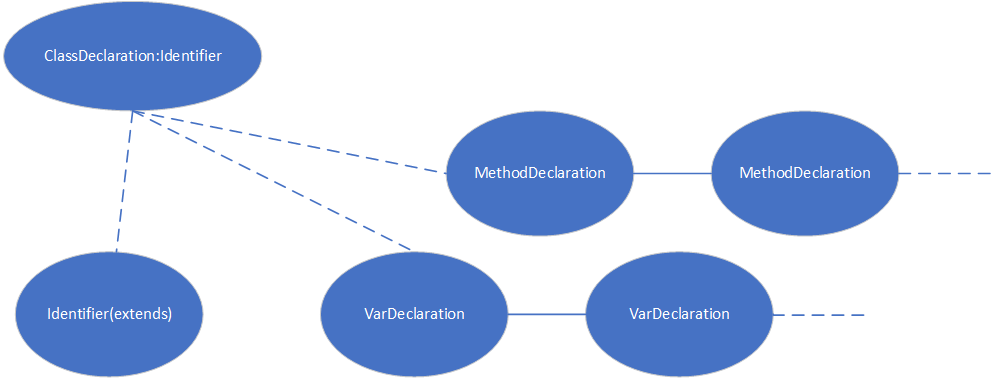 ClassDeclaration:Identifier
MethodDeclaration
MethodDeclaration
Identifier(extends)
VarDeclaration
VarDeclaration